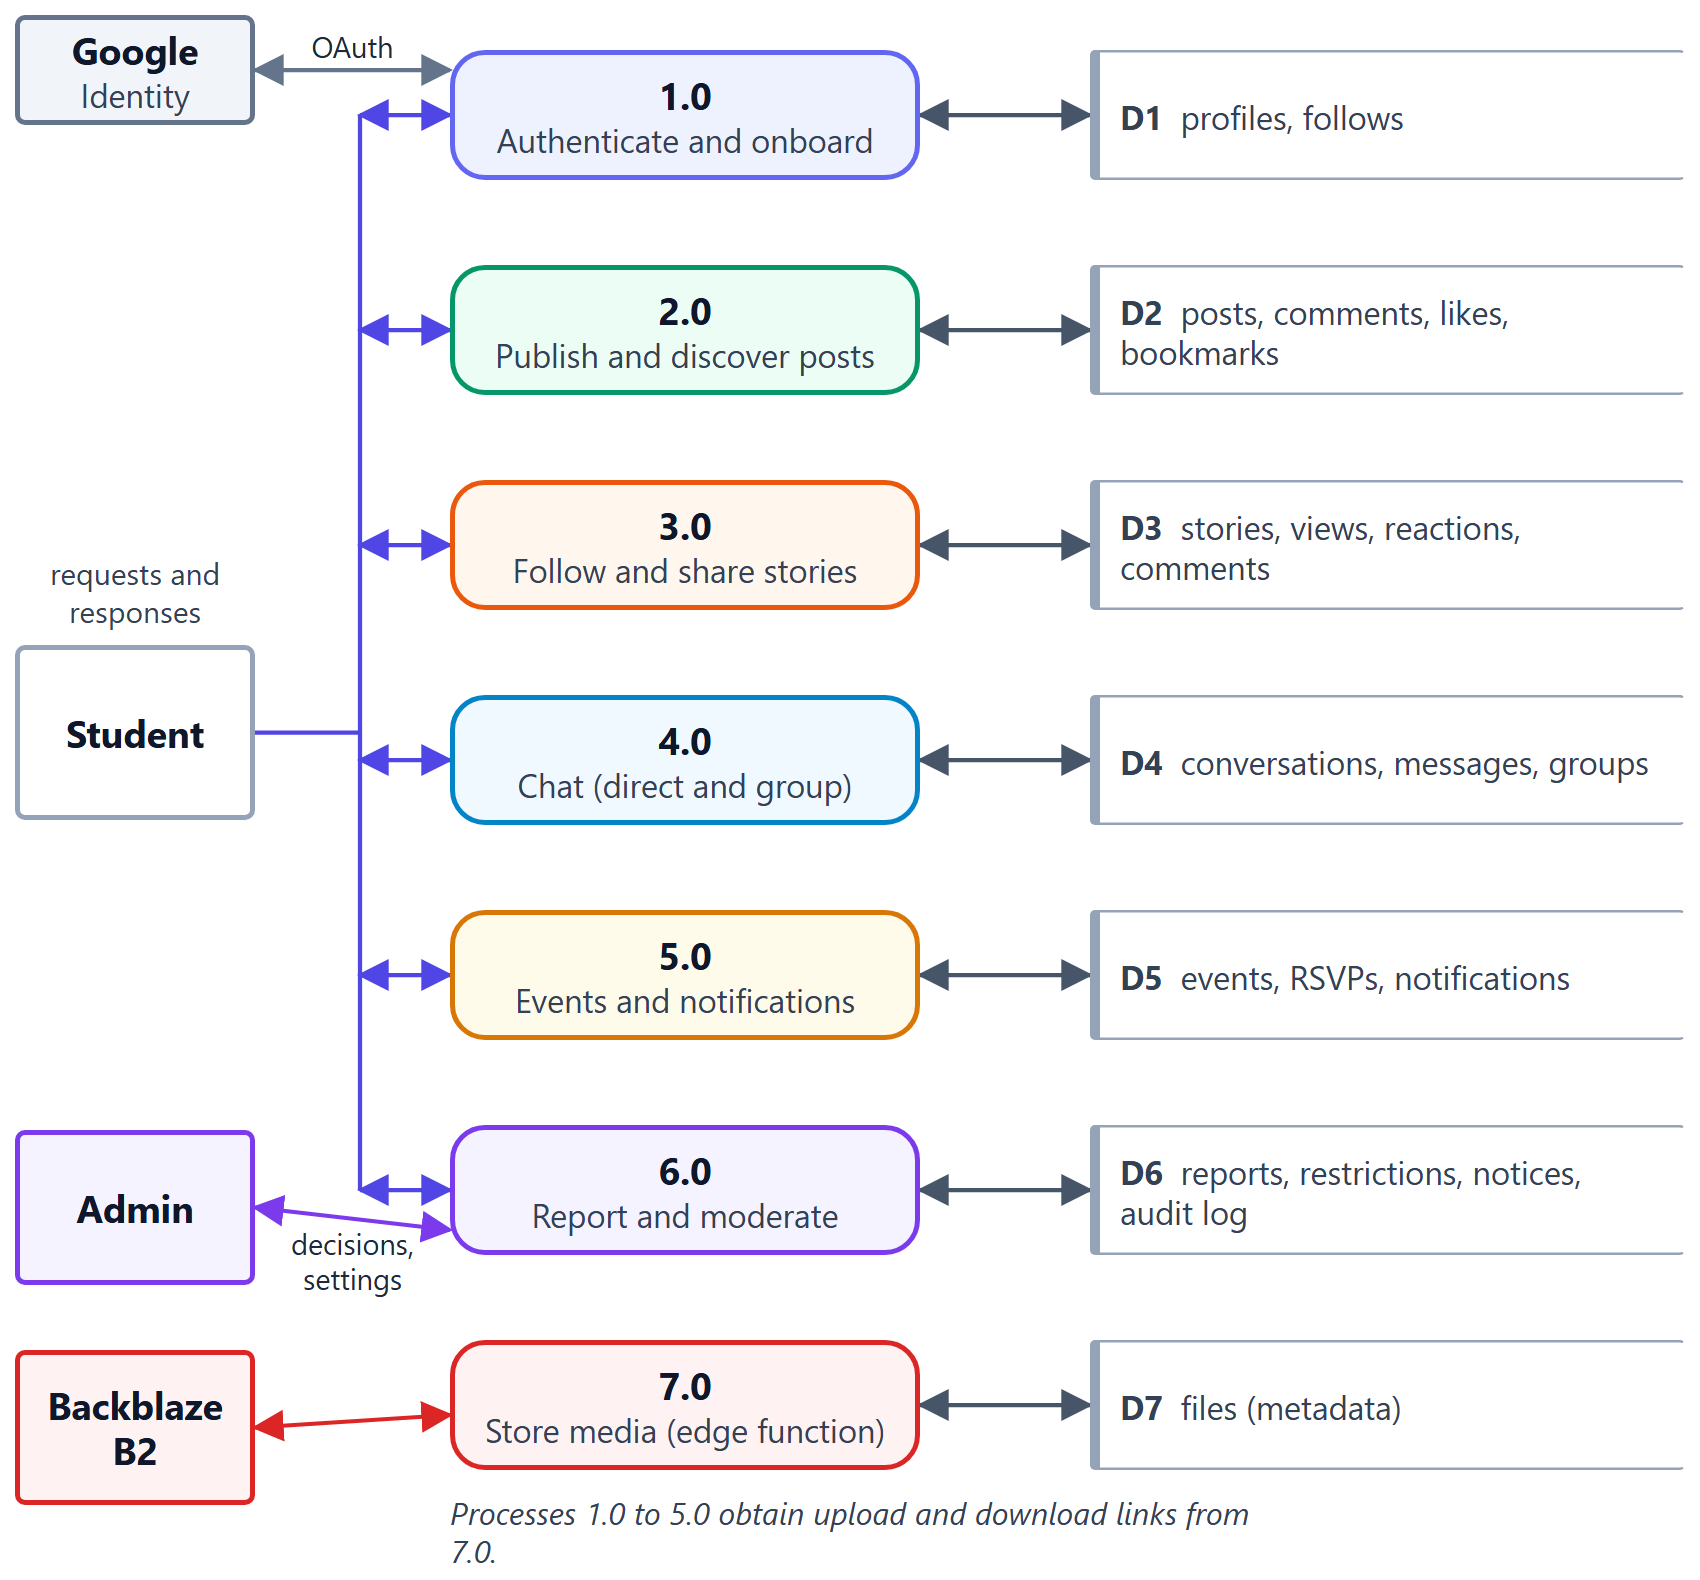 Google
Identity
OAuth
1.0
Authenticate and onboard
D1 profiles, follows
2.0
Publish and discover posts
D2 posts, comments, likes,
bookmarks
3.0
Follow and share stories
D3 stories, views, reactions,
comments
requests and
responses
Student
4.0
Chat (direct and group)
D4 conversations, messages, groups
5.0
Events and notifications
D5 events, RSVPs, notifications
Admin
decisions,
settings
6.0
Report and moderate
D6 reports, restrictions, notices,
audit log
Backblaze
B2
7.0
Store media (edge function)
D7 files (metadata)
Processes 1.0 to 5.0 obtain upload and download links from
7.0.